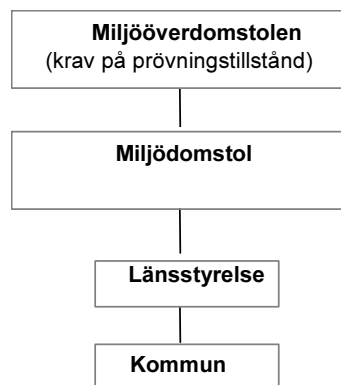 Miljööverdomstolen
(krav på prövningstillstånd)
Miljödomstol
Länsstyrelse
Kommun